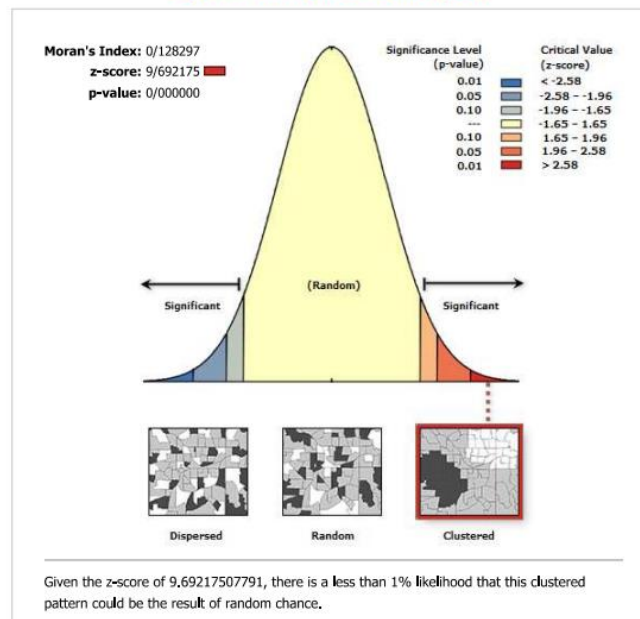 Moran's Index: 0/128297
z-score: 9/692175
p-value: 0/000000
Significance Level
(p-value)
Critical Value
(z-score)
0.01 < -2.58
0.05 -2.58 – -1.96
0.10 -1.96 – -1.65
--- -1.65 – 1.65
0.10 1.65 – 1.96
0.05 1.96 – 2.58
0.01 > 2.58
(Random)
Significant
Significant
Dispersed
Random
Clustered
Given the z-score of 9.69217507791, there is a less than 1% likelihood that this clustered
pattern could be the result of random chance.